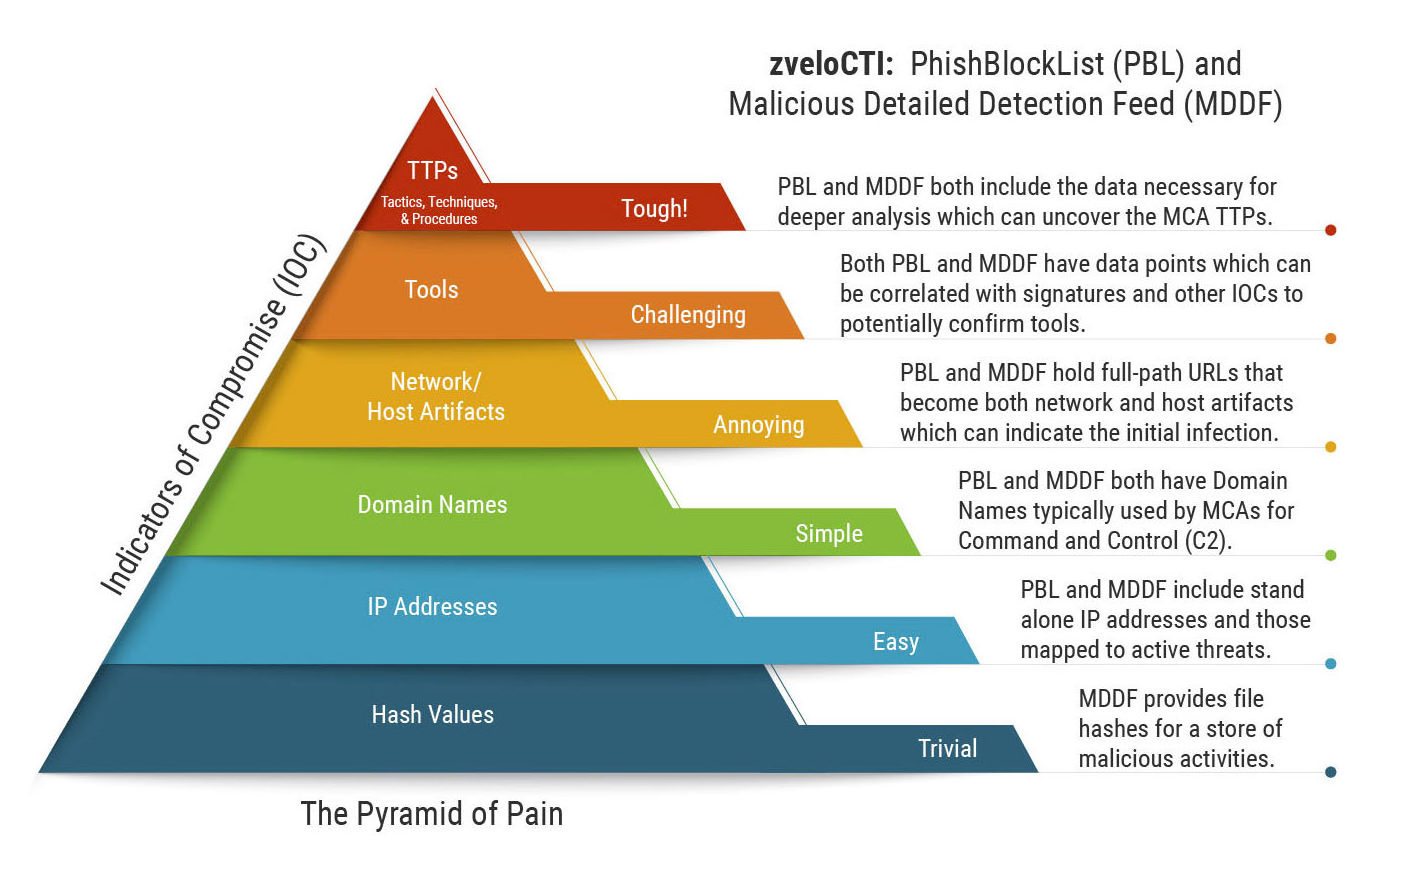 zveloCTI: PhishBlockList (PBL) and
Malicious Detailed Detection Feed (MDDF)
Indicators of Compromise (IOC)
TTPs
Tactics, Techniques,
& Procedures
Tough!
PBL and MDDF both include the data necessary for
deeper analysis which can uncover the MCA TTPs.
Tools
Challenging
Both PBL and MDDF have data points which can
be correlated with signatures and other IOCs to
potentially confirm tools.
Network/
Host Artifacts
Annoying
PBL and MDDF hold full-path URLs that
become both network and host artifacts
which can indicate the initial infection.
Domain Names
Simple
PBL and MDDF both have Domain
Names typically used by MCAs for
Command and Control (C2).
IP Addresses
Easy
PBL and MDDF include stand
alone IP addresses and those
mapped to active threats.
Hash Values
Trivial
MDDF provides file
hashes for a store of
malicious activities.
The Pyramid of Pain